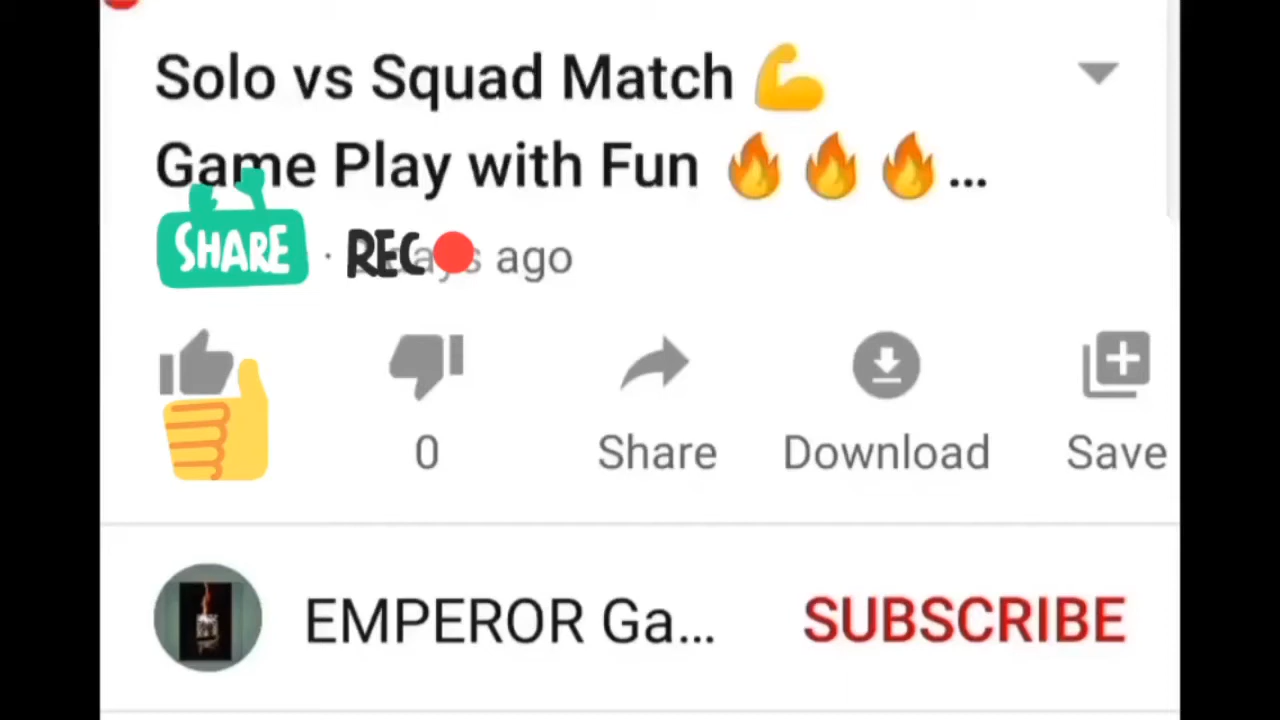 Solo vs Squad Match 💪
Game Play with Fun 🔥 🔥 🔥...
SHARE · REC ago
0 Share Download Save
EMPEROR Ga... SUBSCRIBE